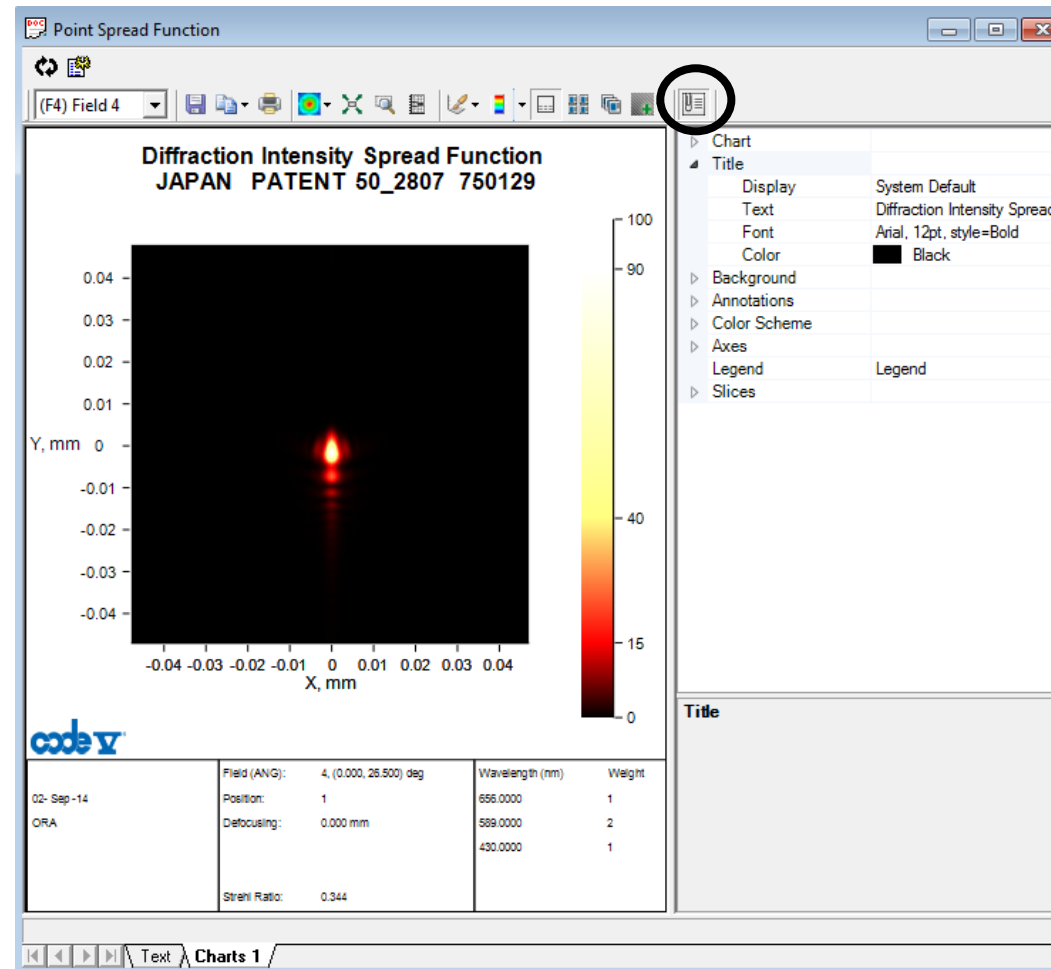 Point Spread Function
(F4) Field 4
Diffraction Intensity Spread Function
JAPAN PATENT 50_2807 750129
100
90
40
15
0
0.04
0.03
0.02
0.01
Y, mm 0
-0.01
-0.02
-0.03
-0.04
-0.04 -0.03 -0.02 -0.01 0 0.01 0.02 0.03 0.04
X, mm
code V
02-Sep-14
ORA
Field (ANG): 4, (0.000, 26.500) deg
Position: 1
Defocusing: 0.000 mm
Strehl Ratio: 0.344
Wavelength (nm) Weight
656.0000 1
589.0000 2
430.0000 1
Chart
Title
Display System Default
Text Diffraction Intensity Spread
Font Arial, 12pt, style=Bold
Color Black
Background
Annotations
Color Scheme
Axes
Legend Legend
Slices
Title
Text Charts 1